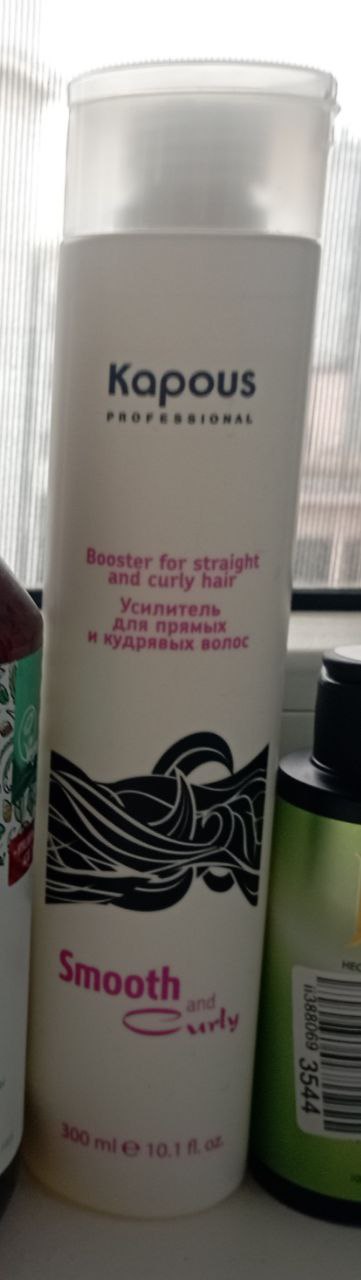 Kapous
PROFESSIONAL
Booster for straight
and curly hair
Усилитель
для прямых
и кудрявых волос
Smooth
and
Curly
300 ml ℮ 10.1 fl. oz.
3544